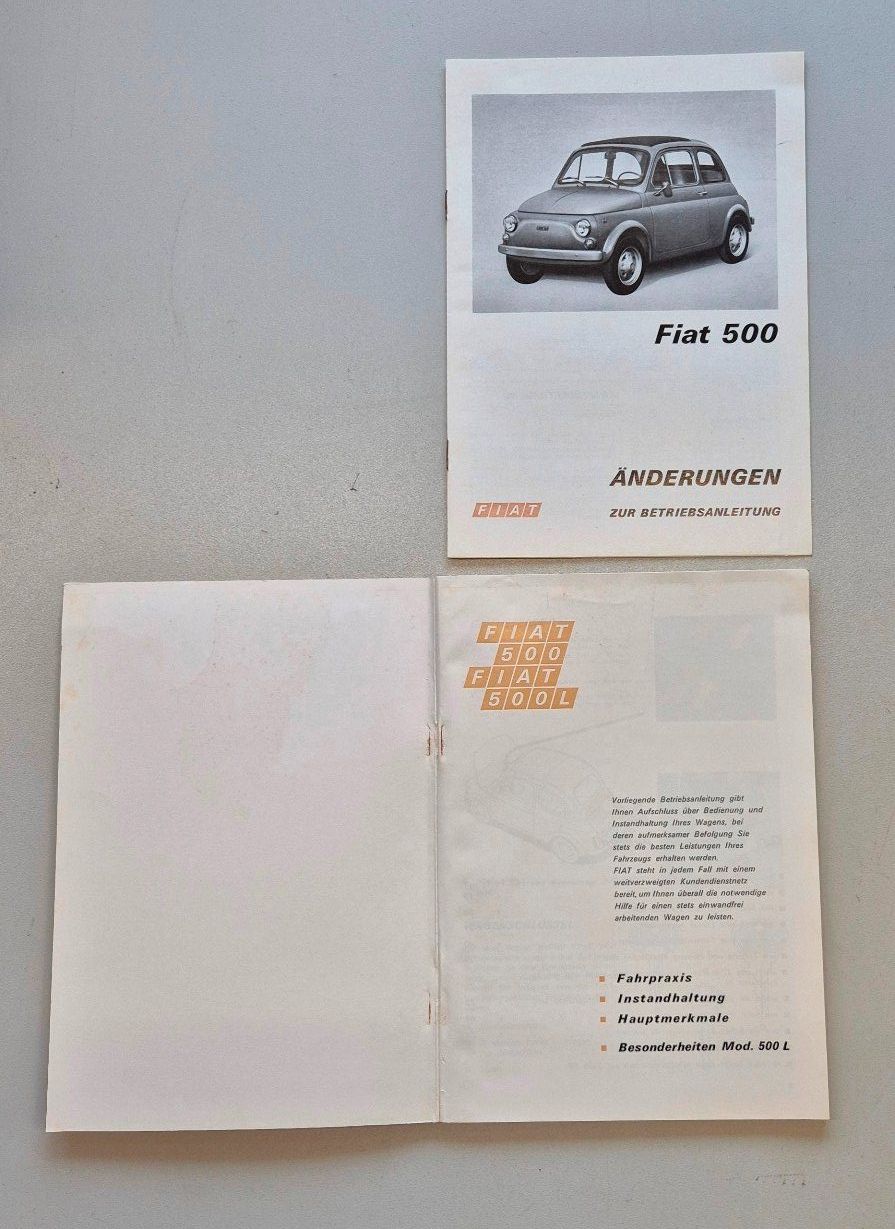 Fiat 500
ÄNDERUNGEN
FIAT
ZUR BETRIEBSANLEITUNG
FIAT
500
FIAT
500L
Vorliegende Betriebsanleitung gibt
Ihnen Aufschluss über Bedienung und
Instandhaltung Ihres Wagens, bei
deren aufmerksamer Befolgung Sie
stets die besten Leistungen Ihres
Fahrzeugs erhalten werden.
FIAT steht in jedem Fall mit einem
weitverzweigten Kundendienstnetz
bereit, um Ihnen überall die notwendige
Hilfe für einen stets einwandfrei
arbeitenden Wagen zu leisten.
Fahrpraxis
Instandhaltung
Hauptmerkmale
Besonderheiten Mod. 500 L